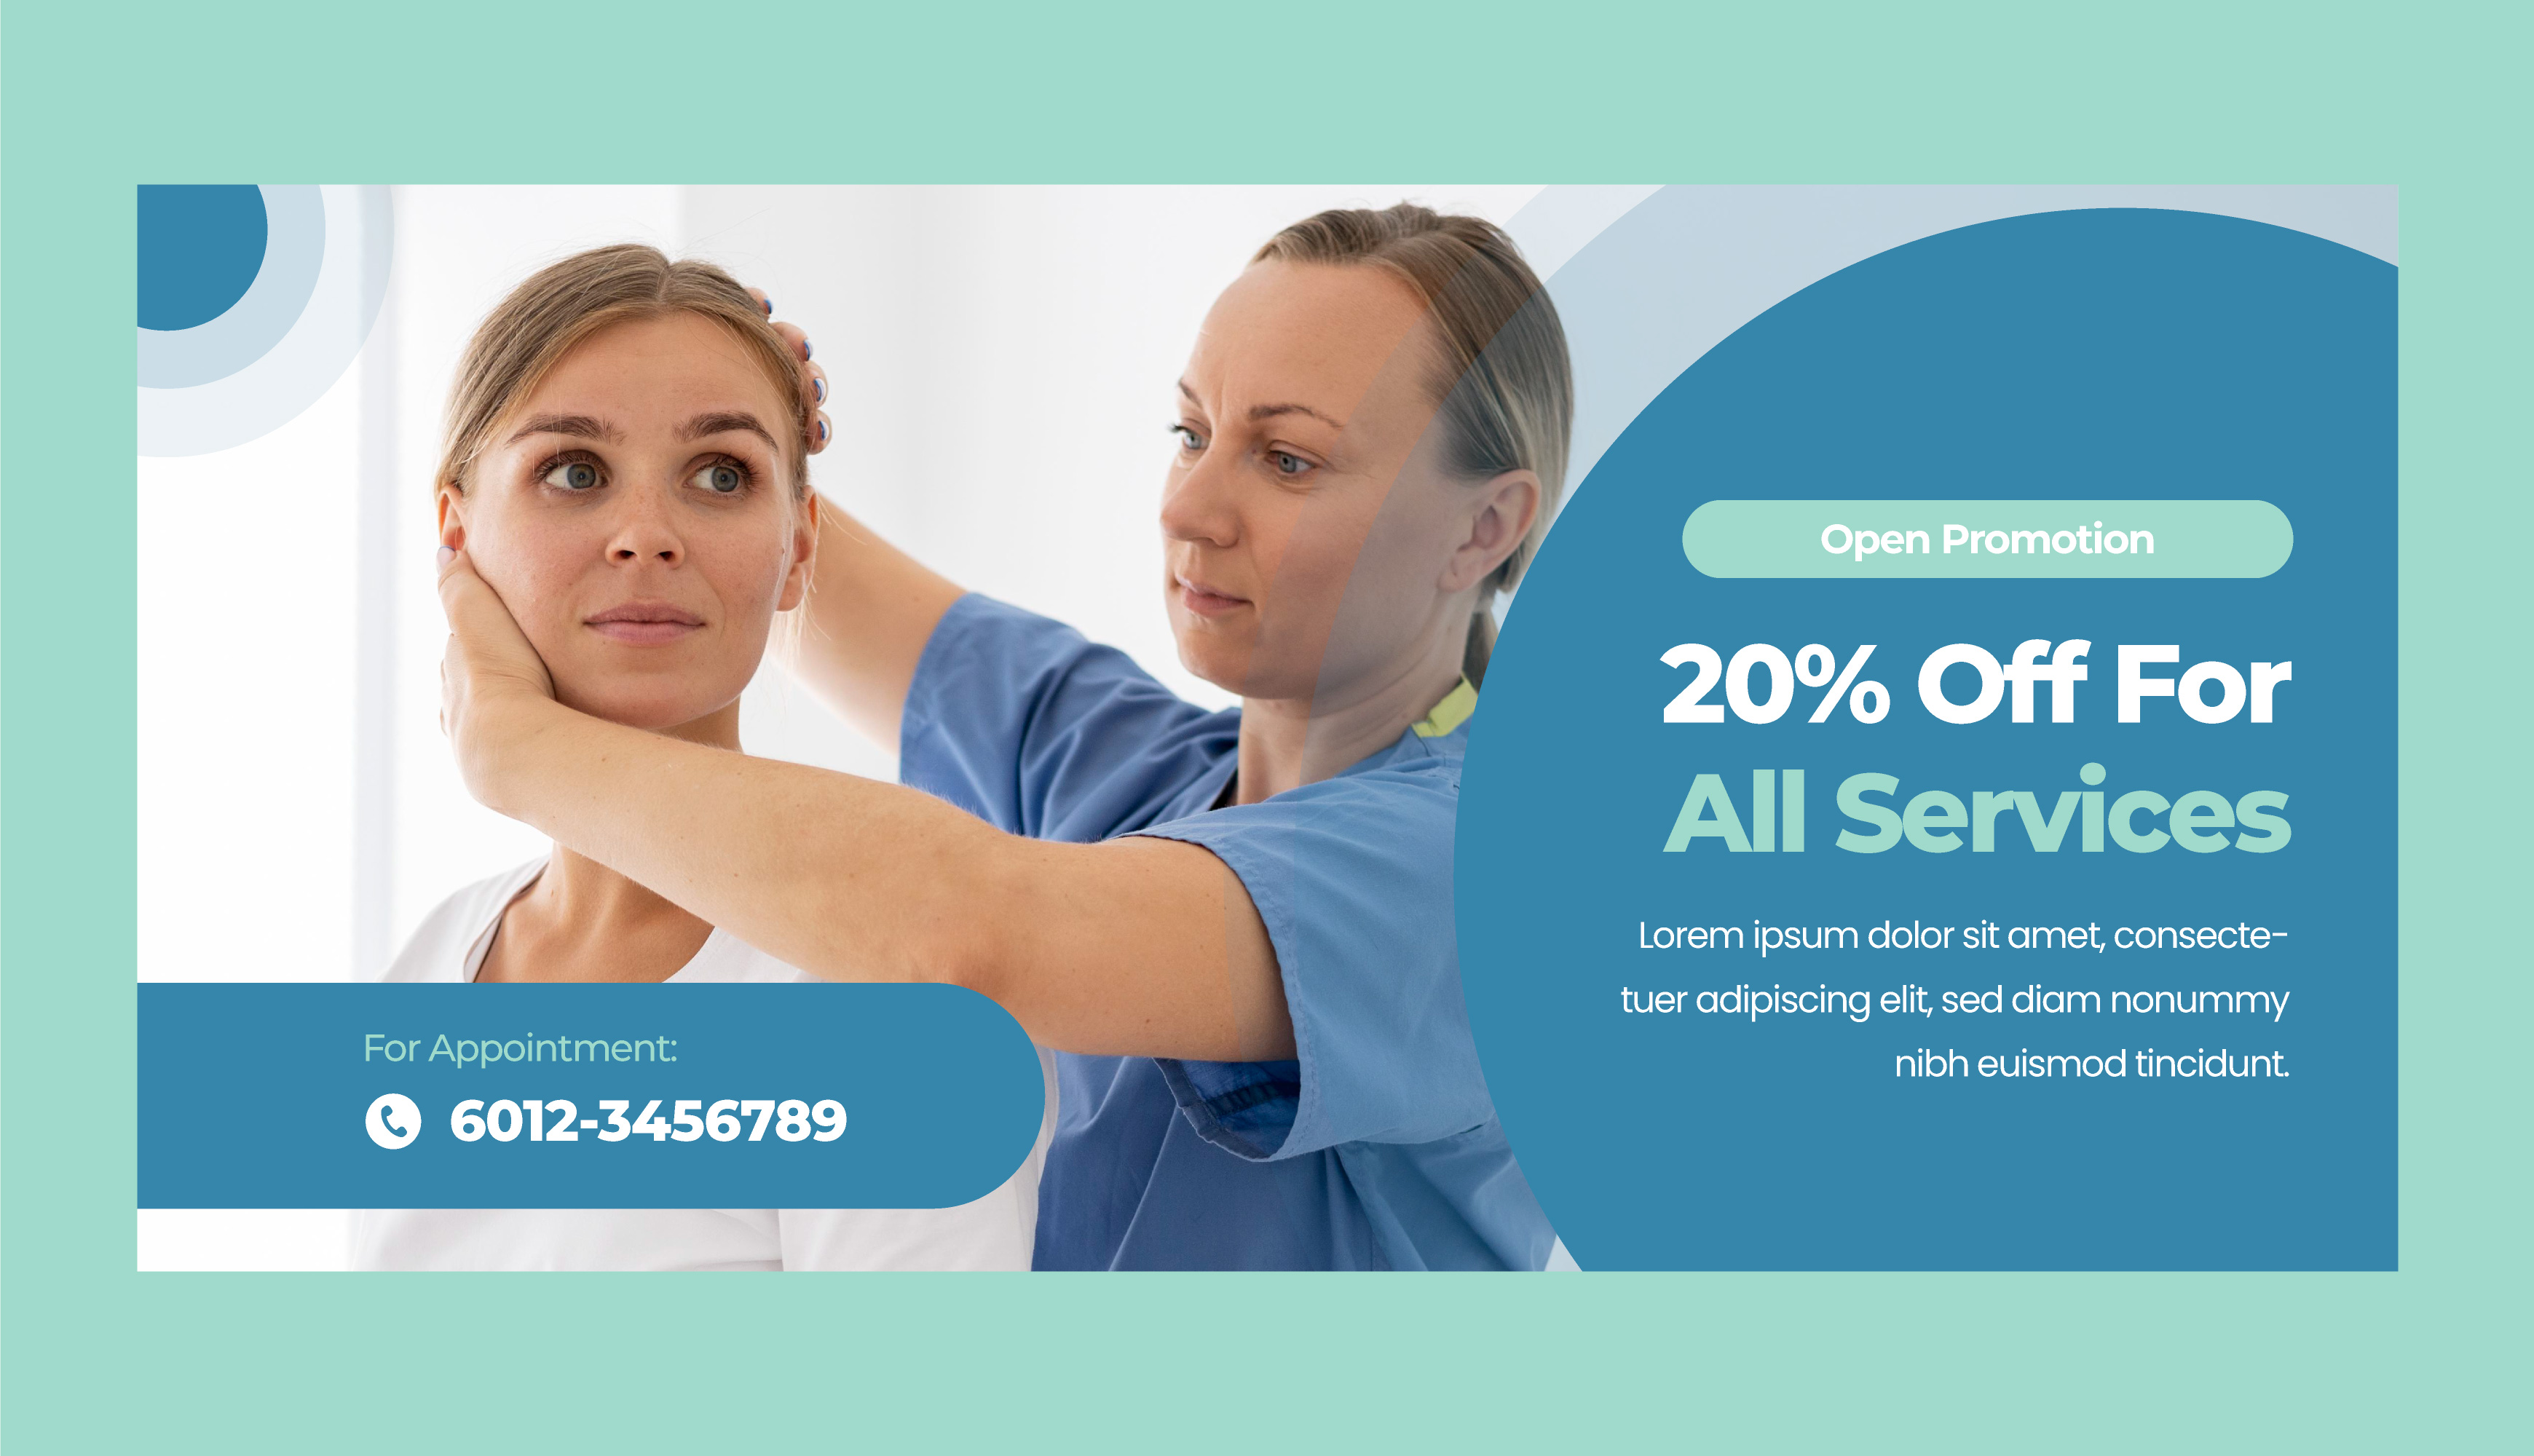 Open Promotion
20% Off For
All Services
Lorem ipsum dolor sit amet, consecte-
tuer adipiscing elit, sed diam nonummy
nibh euismod tincidunt.
For Appointment:
6012-3456789